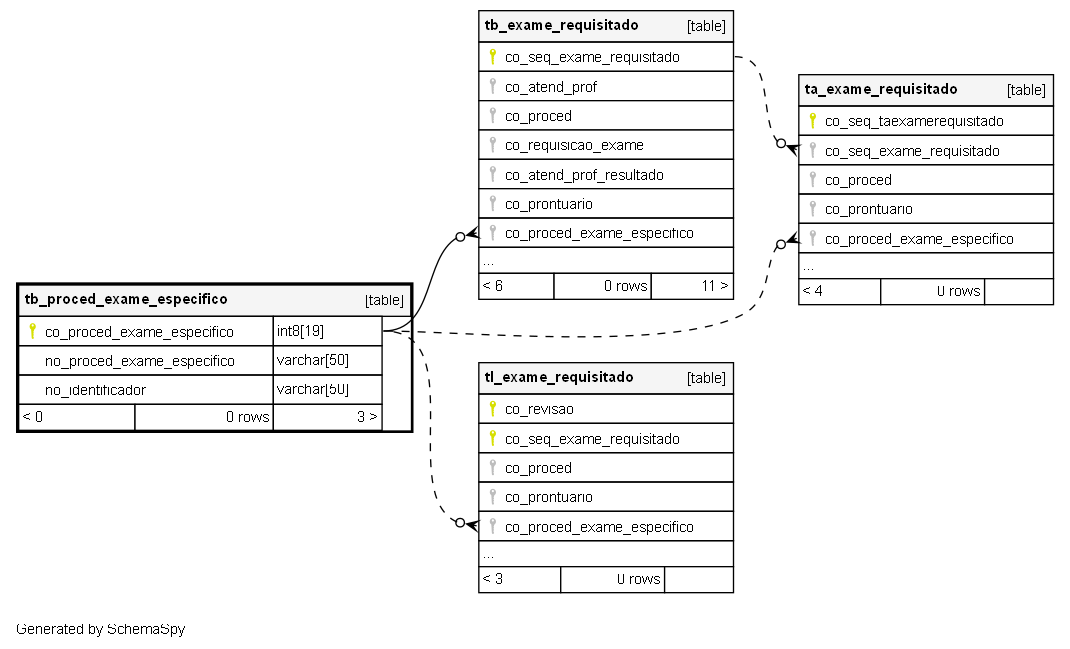 tb_exame_requisitado [table]
co_seq_exame_requisitado
co_atend_prof
co_proced
co_requisicao_exame
co_atend_prof_resultado
co_prontuario
co_proced_exame_especifico
...
< 6 0 rows 11 >
ta_exame_requisitado [table]
co_seq_taexamerequisitado
co_seq_exame_requisitado
co_proced
co_prontuario
co_proced_exame_especifico
...
< 4 0 rows
tb_proced_exame_especifico [table]
co_proced_exame_especifico int8[19]
no_proced_exame_especifico varchar[50]
no_identificador varchar[50]
< 0 0 rows 3 >
tl_exame_requisitado [table]
co_revisao
co_seq_exame_requisitado
co_proced
co_prontuario
co_proced_exame_especifico
...
< 3 0 rows
Generated by SchemaSpy